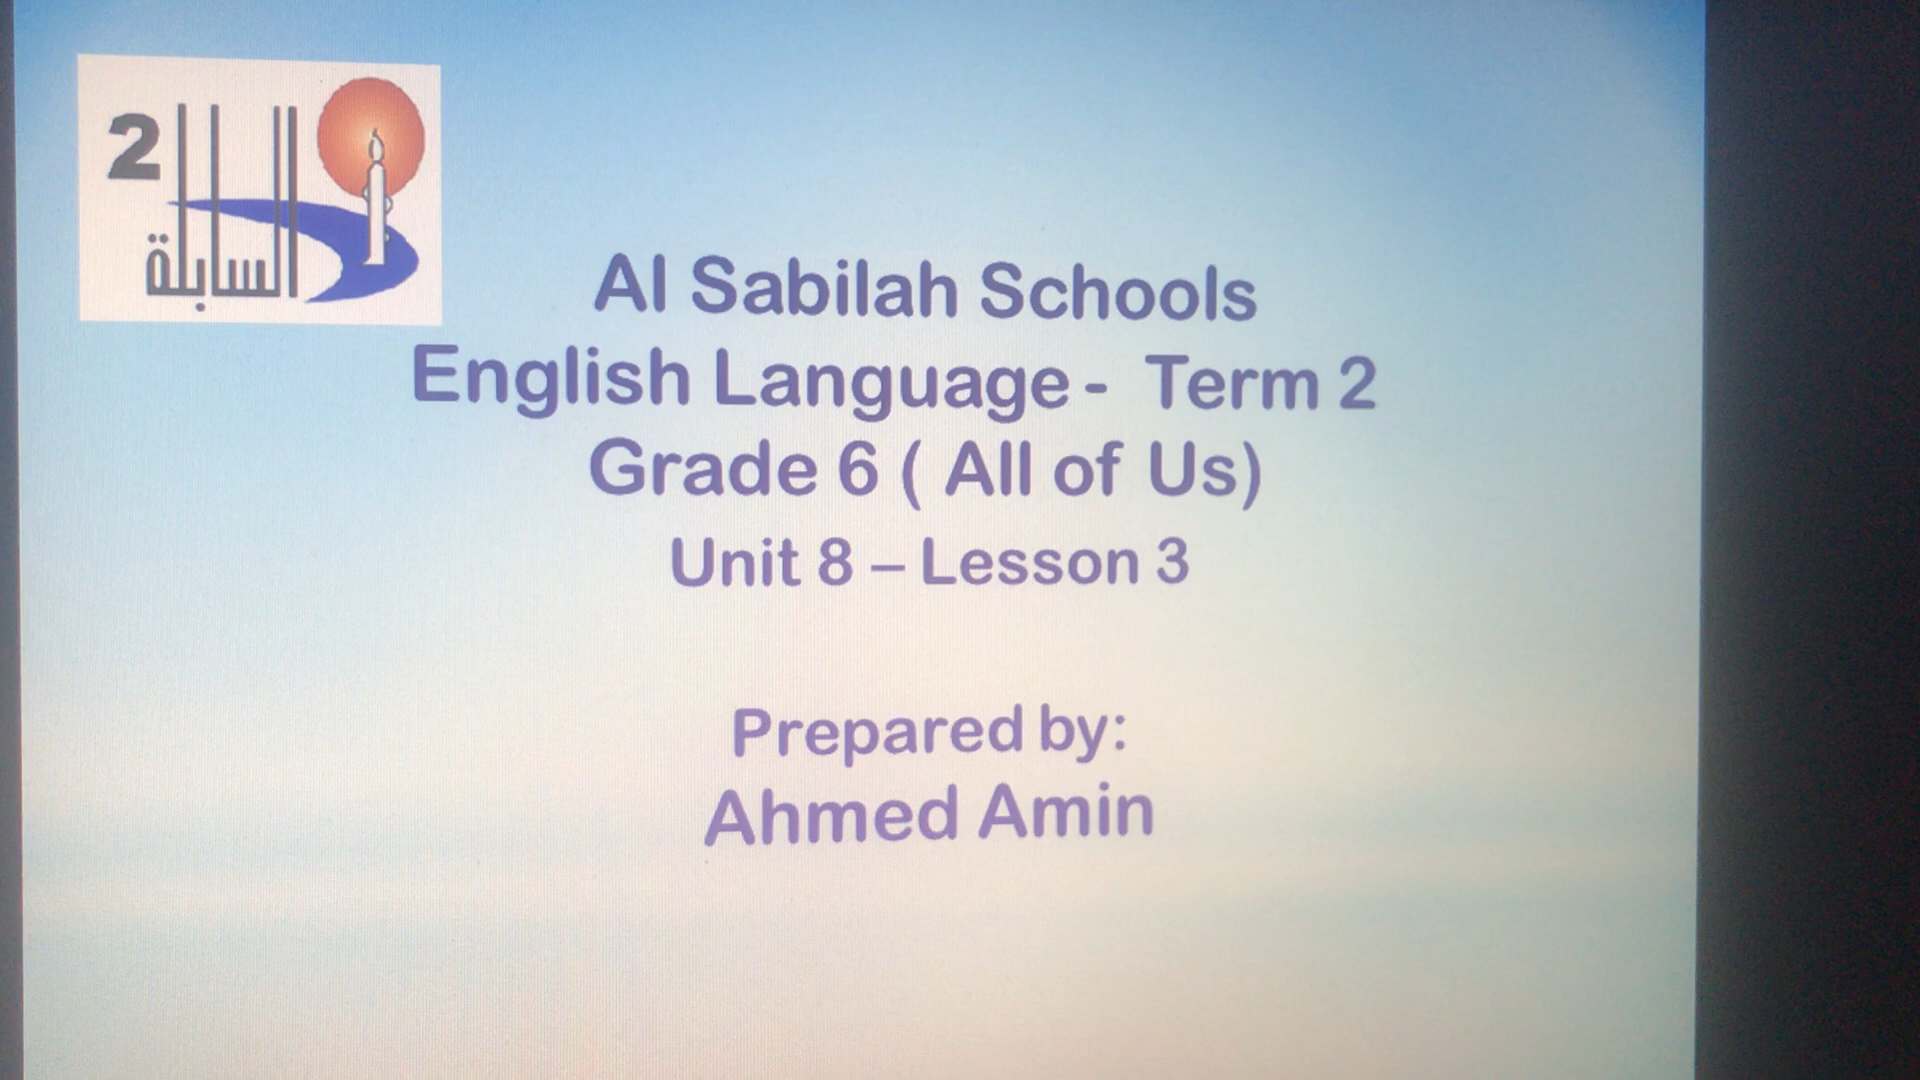 2
السابلة
Al Sabilah Schools
English Language - Term 2
Grade 6 ( All of Us)
Unit 8 – Lesson 3
Prepared by:
Ahmed Amin